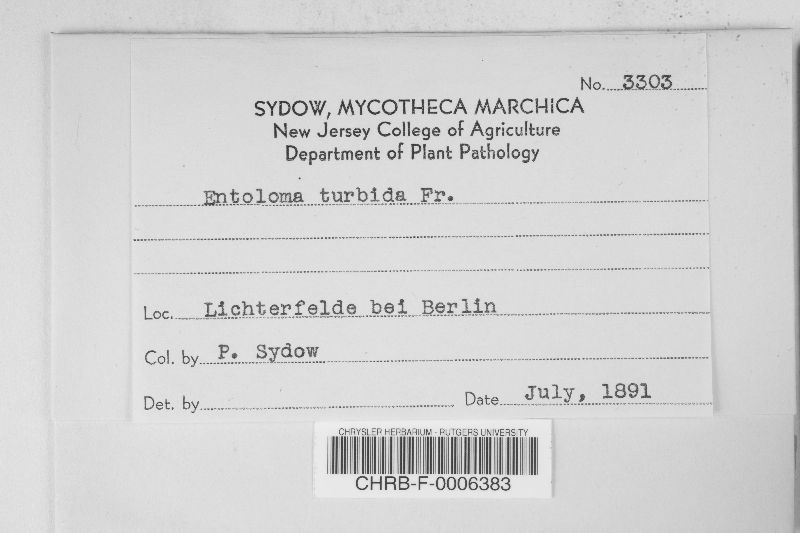 No. 3303
SYDOW, MYCOTHECA MARCHICA
New Jersey College of Agriculture
Department of Plant Pathology
Entoloma turbida Fr.
Loc. Lichterfelde bei Berlin
Col. by P. Sydow
Det. by
Date July, 1891
CHRYSLER HERBARIUM - RUTGERS UNIVERSITY
CHRB-F-0006383